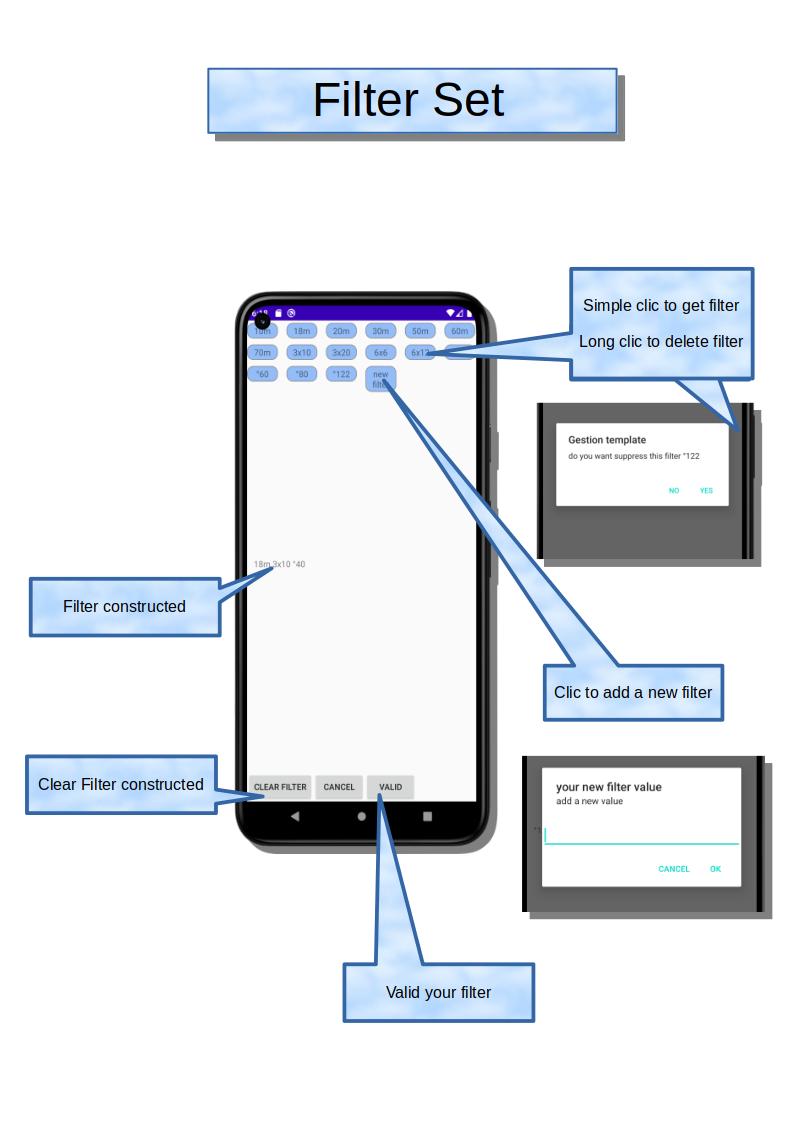 Filter Set
Simple clic to get filter
Long clic to delete filter
18m 20m 30m 50m 60m
70m 3x10 3x20 6x6
"60 "80 "122 new
filter
Gestion template
do you want suppress this filter "122
NO YES
18m 3x10 "40
Filter constructed
Clic to add a new filter
Clear Filter constructed
CLEAR FILTER CANCEL VALID
your new filter value
add a new value
CANCEL OK
Valid your filter